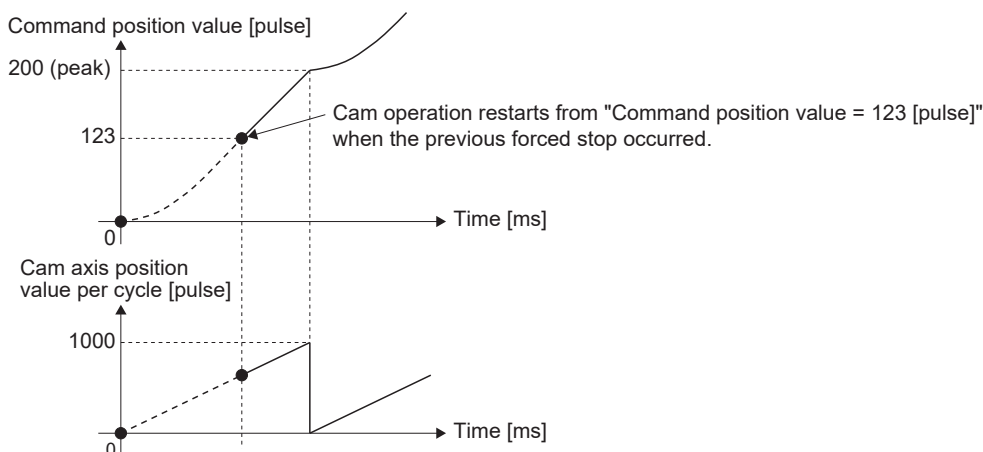 Command position value [pulse]
200 (peak)
Cam operation restarts from "Command position value = 123 [pulse]"
when the previous forced stop occurred.
123
Time [ms]
0
Cam axis position
value per cycle [pulse]
1000
Time [ms]
0